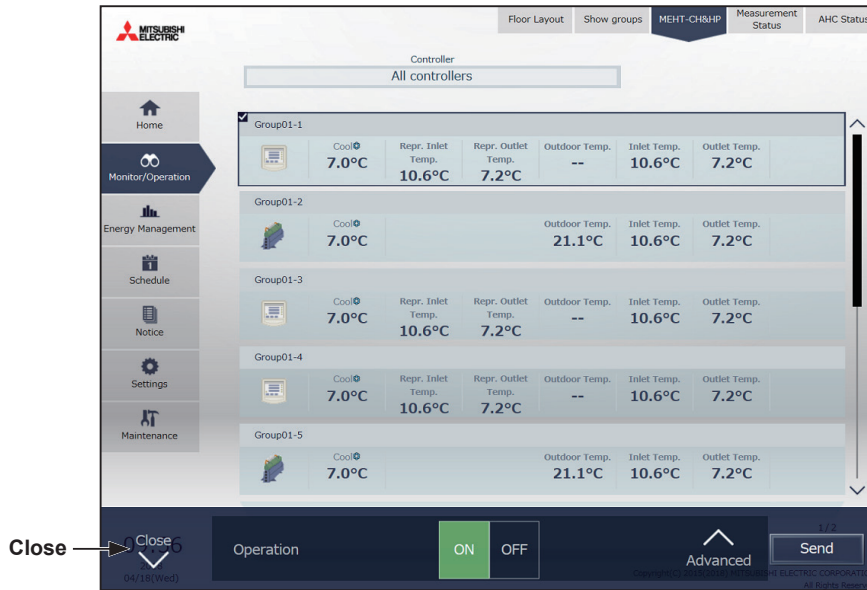 MITSUBISHI
ELECTRIC
Floor Layout
Show groups
MEHT-CH&HP
Measurement
Status
AHC Status
Controller
All controllers
Home
Monitor/Operation
Energy Management
Schedule
Notice
Settings
Maintenance
Group01-1
Cool
7.0°C
Repr. Inlet
Temp.
10.6°C
Repr. Outlet
Temp.
7.2°C
Outdoor Temp.
--
Inlet Temp.
10.6°C
Outlet Temp.
7.2°C
Group01-2
Cool
7.0°C
Outdoor Temp.
21.1°C
Inlet Temp.
10.6°C
Outlet Temp.
7.2°C
Group01-3
Cool
7.0°C
Repr. Inlet
Temp.
10.6°C
Repr. Outlet
Temp.
7.2°C
Outdoor Temp.
--
Inlet Temp.
10.6°C
Outlet Temp.
7.2°C
Group01-4
Cool
7.0°C
Repr. Inlet
Temp.
10.6°C
Repr. Outlet
Temp.
7.2°C
Outdoor Temp.
--
Inlet Temp.
10.6°C
Outlet Temp.
7.2°C
Group01-5
Cool
7.0°C
Outdoor Temp.
21.1°C
Inlet Temp.
10.6°C
Outlet Temp.
7.2°C
Close
Close
04/18(Wed)
Operation
ON
OFF
Advanced
1/2
Send
Copyright(C)
MITSUBISHI ELECTRIC CORPORATIO
All Rights Reserv